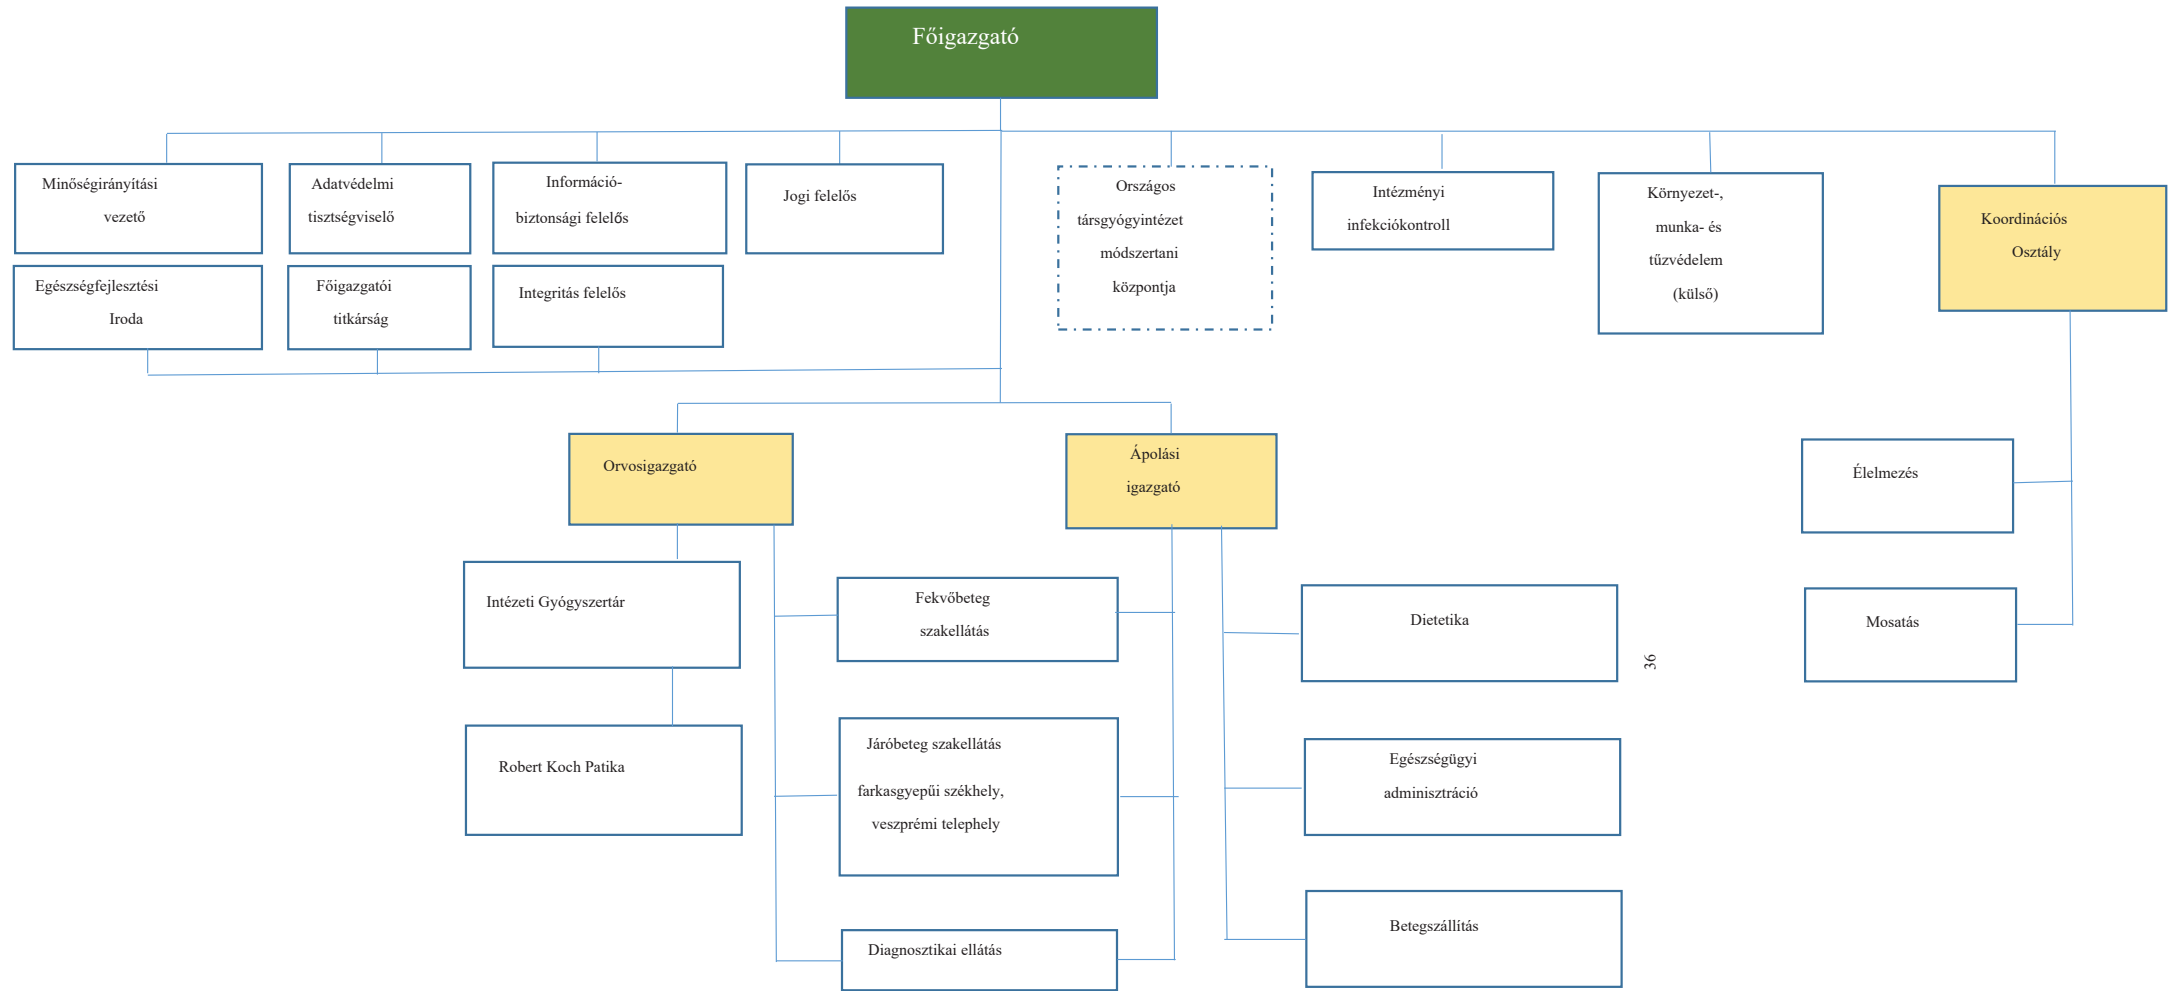 Főigazgató
Minőségirányítási
vezető
Adatvédelmi
tisztségviselő
Információ-
biztonsági felelős
Jogi felelős
Országos
társgyógyintézet
módszertani
központja
Intézményi
infekciókontroll
Környezet-,
munka- és
tűzvédelem
(külső)
Koordinációs
Osztály
Egészségfejlesztési
Iroda
Főigazgatói
titkárság
Integritás felelős
Orvosigazgató
Ápolási
igazgató
Élelmezés
Intézeti Gyógyszertár
Fekvőbeteg
szakellátás
Dietetika
Mosatás
36
Robert Koch Patika
Járóbeteg szakellátás
farkasgyepűi székhely,
veszprémi telephely
Egészségügyi
adminisztráció
Diagnosztikai ellátás
Betegszállítás